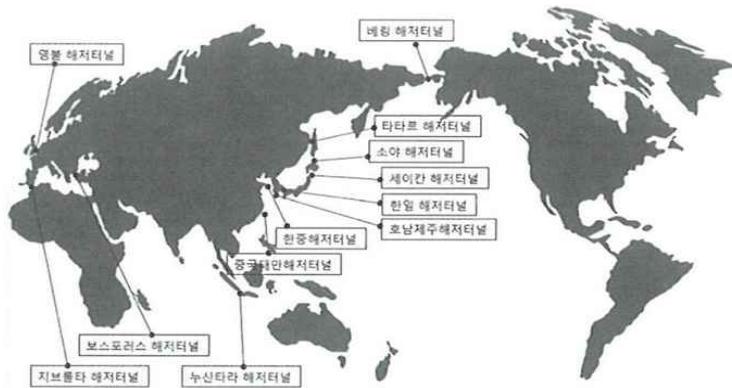 베링 해저터널
영불 해저터널
타타르 해저터널
소야 해저터널
세이칸 해저터널
한일 해저터널
호남제주해저터널
한중해저터널
중국대만해저터널
보스포러스 해저터널
지브롤타 해저터널
누산타라 해저터널